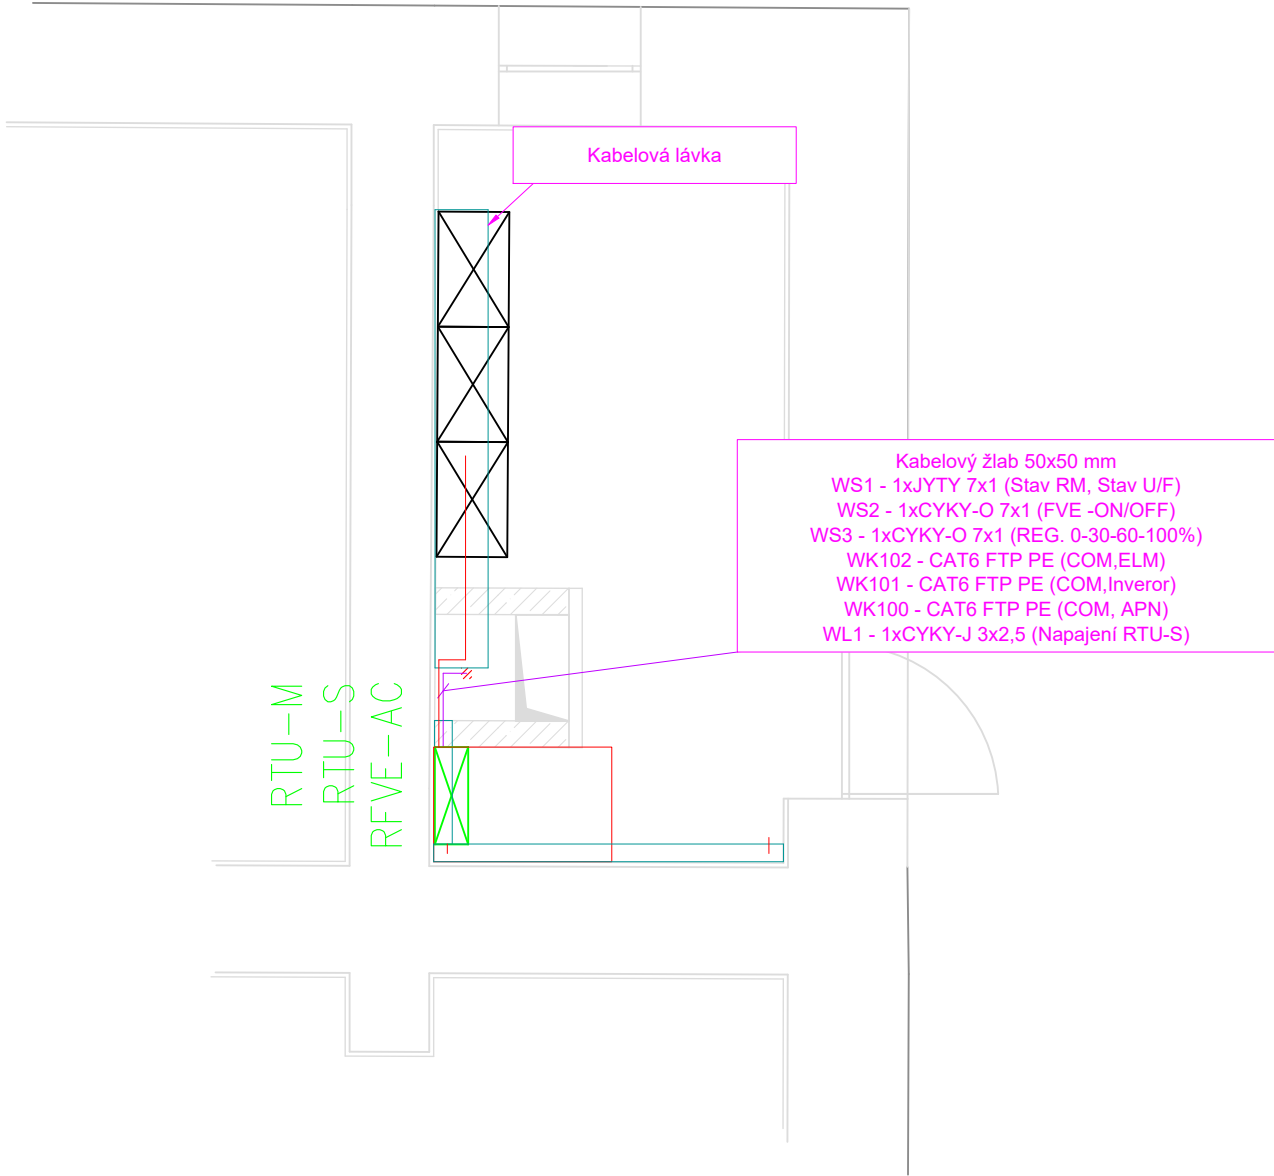 Kabelová lávka
Kabelový žlab 50x50 mm
WS1 - 1xJYTY 7x1 (Stav RM, Stav U/F)
WS2 - 1xCYKY-O 7x1 (FVE -ON/OFF)
WS3 - 1xCYKY-O 7x1 (REG. 0-30-60-100%)
WK102 - CAT6 FTP PE (COM,ELM)
WK101 - CAT6 FTP PE (COM,Inveror)
WK100 - CAT6 FTP PE (COM, APN)
WL1 - 1xCYKY-J 3x2,5 (Napajení RTU-S)
RTU-M
RTU-S
RFVE-AC